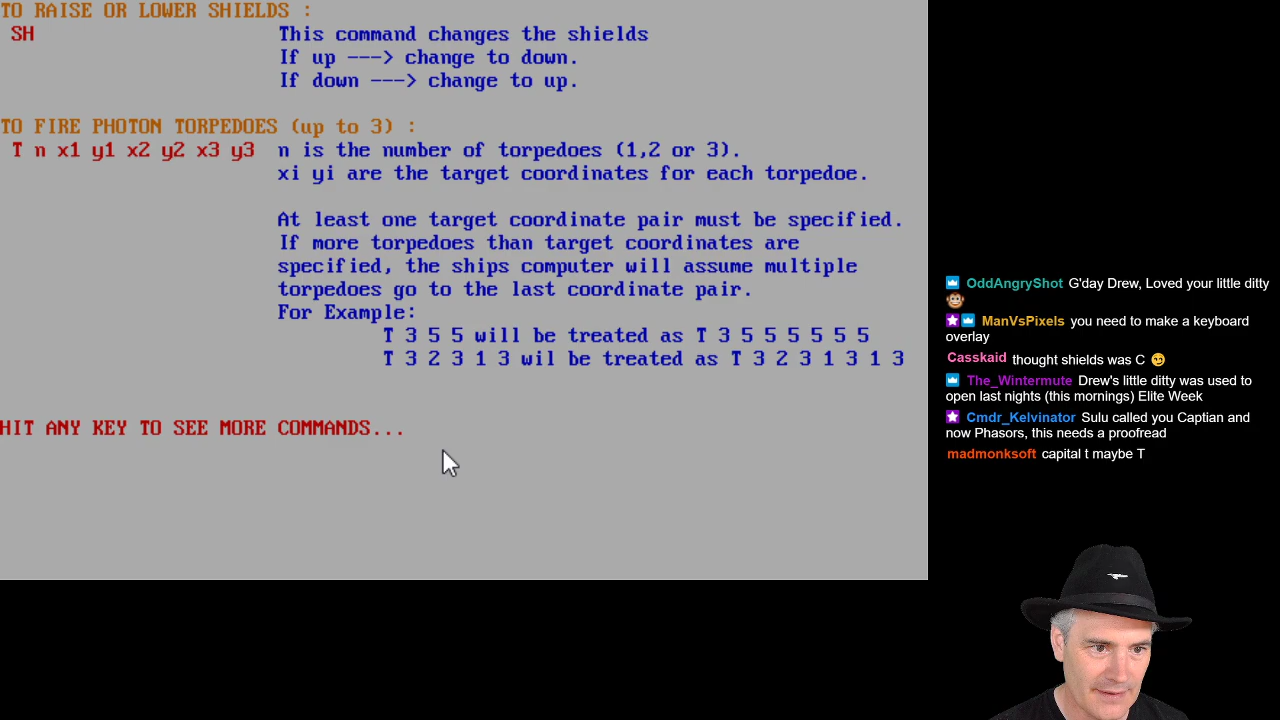 TO RAISE OR LOWER SHIELDS :
SH This command changes the shields
If up ---> change to down.
If down ---> change to up.
TO FIRE PHOTON TORPEDOES (up to 3) :
T n x1 y1 x2 y2 x3 y3 n is the number of torpedoes (1,2 or 3).
xi yi are the target coordinates for each torpedoe.
At least one target coordinate pair must be specified.
If more torpedoes than target coordinates are
specified, the ships computer will assume multiple
torpedoes go to the last coordinate pair.
For Example:
T 3 5 5 will be treated as T 3 5 5 5 5 5 5
T 3 2 3 1 3 wil be treated as T 3 2 3 1 3 1 3
HIT ANY KEY TO SEE MORE COMMANDS...
OddAngryShot G'day Drew, Loved your little ditty
ManVsPixels you need to make a keyboard
overlay
Casskaid thought shields was C
The_Wintermute Drew's little ditty was used to
open last nights (this mornings) Elite Week
Cmdr_Kelvinator Sulu called you Captian and
now Phasors, this needs a proofread
madmonksoft capital t maybe T